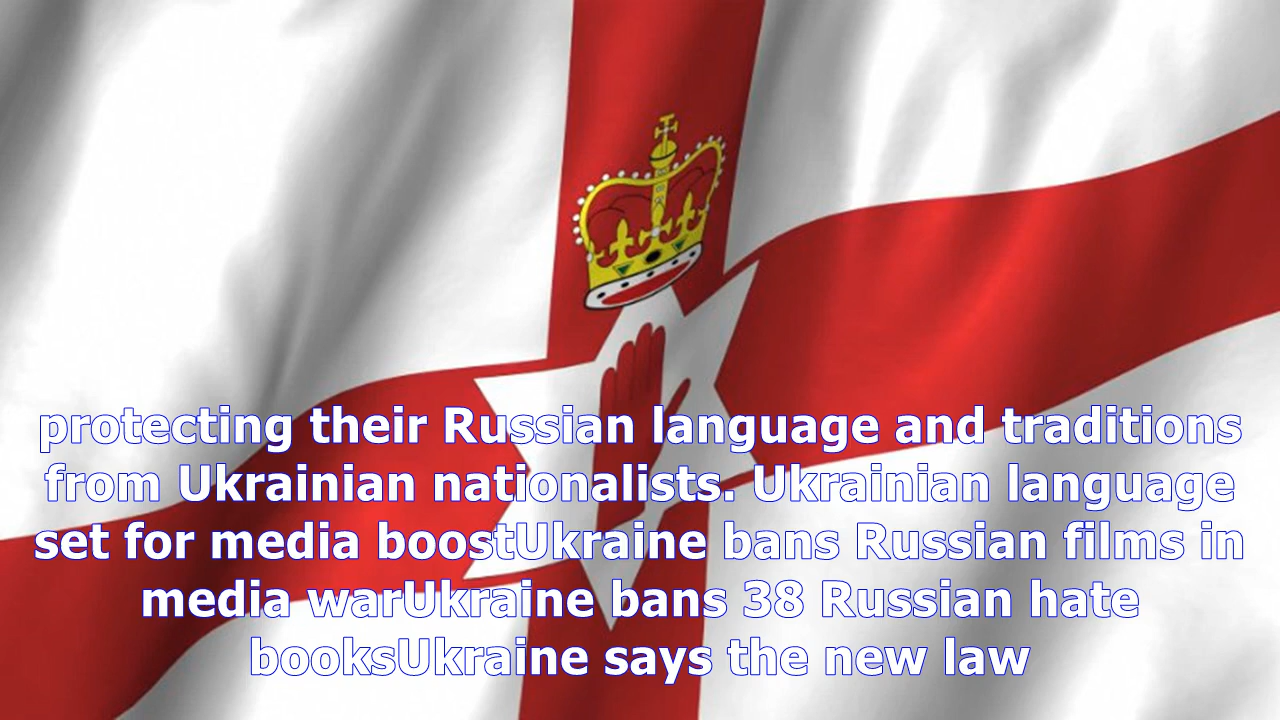 protecting their Russian language and traditions
from Ukrainian nationalists. Ukrainian language
set for media boostUkraine bans Russian films in
media warUkraine bans 38 Russian hate
booksUkraine says the new law